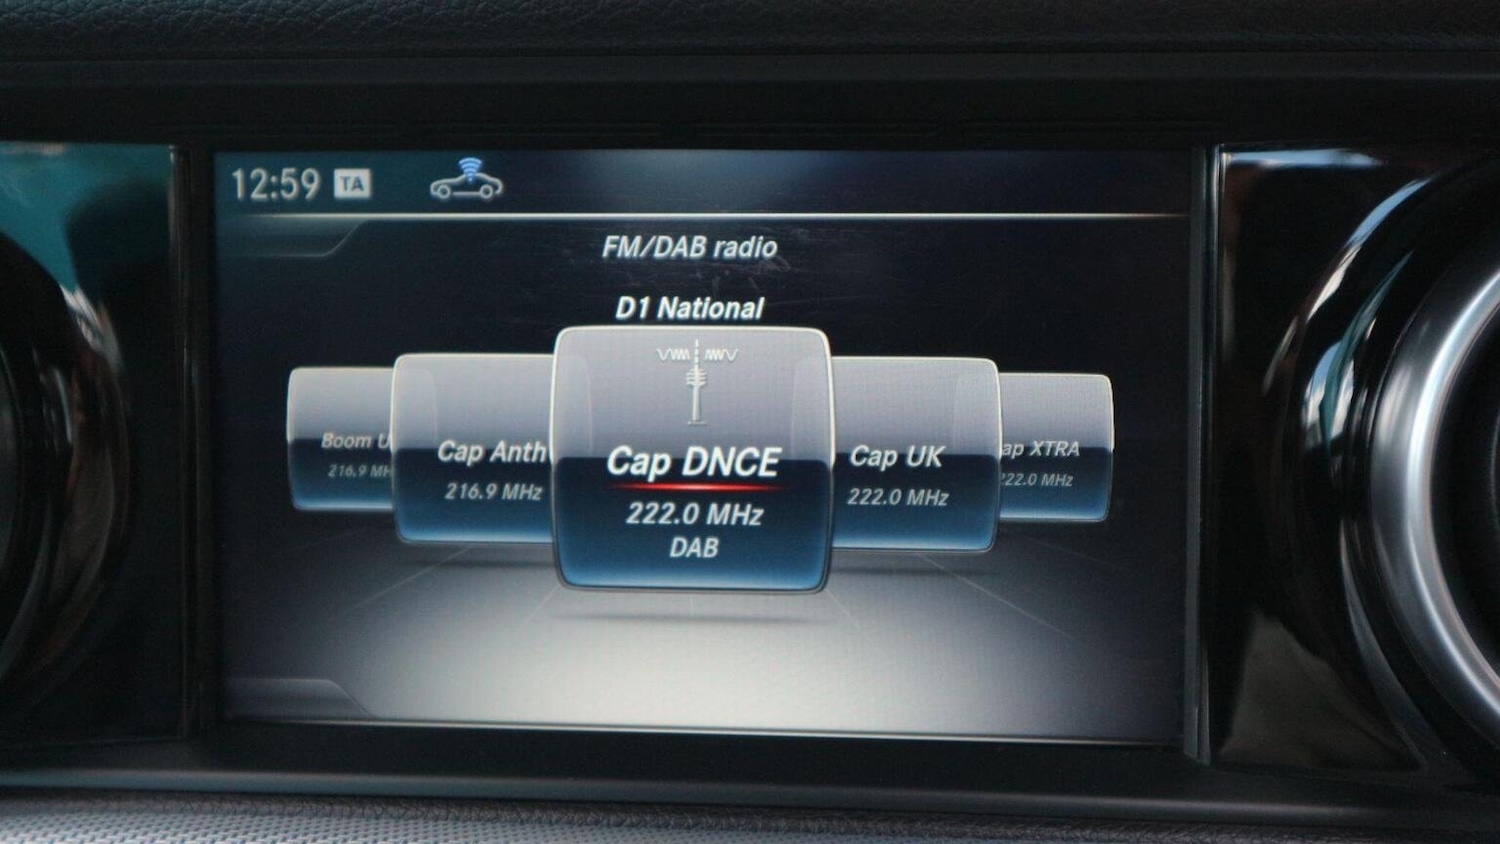 12:59 TA
FM/DAB radio
D1 National
Boom U
216.9 MH
Cap Anth
216.9 MHz
Cap DNCE
222.0 MHz
DAB
Cap UK
222.0 MHz
ap XTRA
222.0 MHz